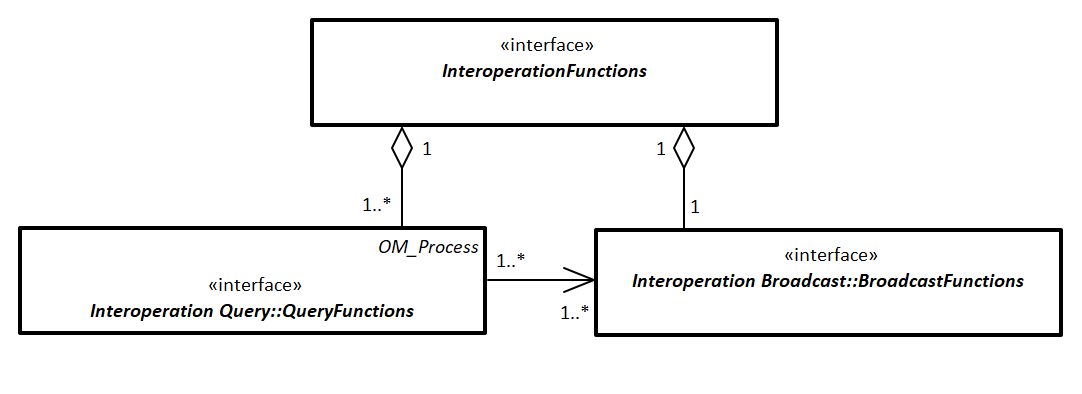 «interface»
InteroperationFunctions
1
1
1..*
1
OM_Process
«interface»
Interoperation Query::QueryFunctions
1..*
1..*
«interface»
Interoperation Broadcast::BroadcastFunctions